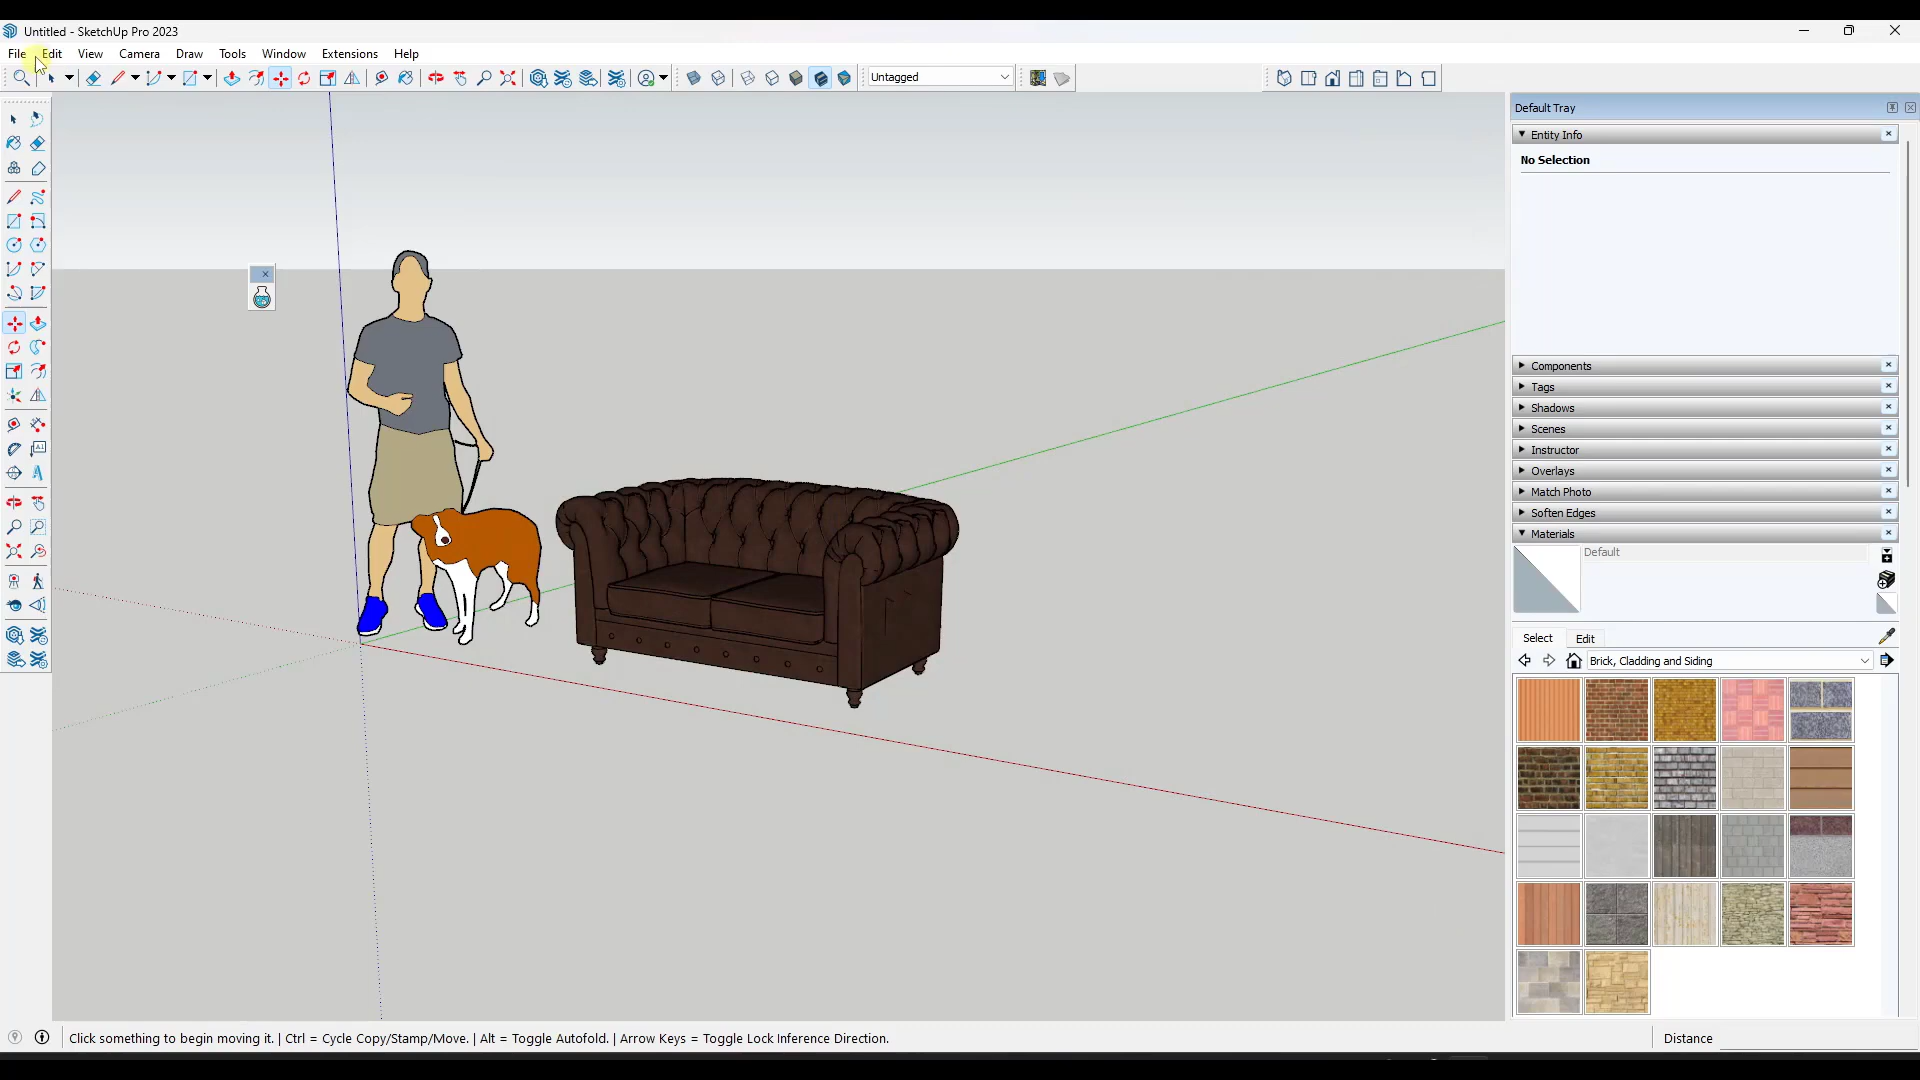 Untitled - SketchUp Pro 2023
File Edit View Camera Draw Tools Window Extensions Help
Untagged
Default Tray
Entity Info
No Selection
Components
Tags
Shadows
Scenes
Instructor
Overlays
Match Photo
Soften Edges
Materials
Default
Select Edit
Brick, Cladding and Siding
Click something to begin moving it. | Ctrl = Cycle Copy/Stamp/Move. | Alt = Toggle Autofold. | Arrow Keys = Toggle Lock Inference Direction.
Distance